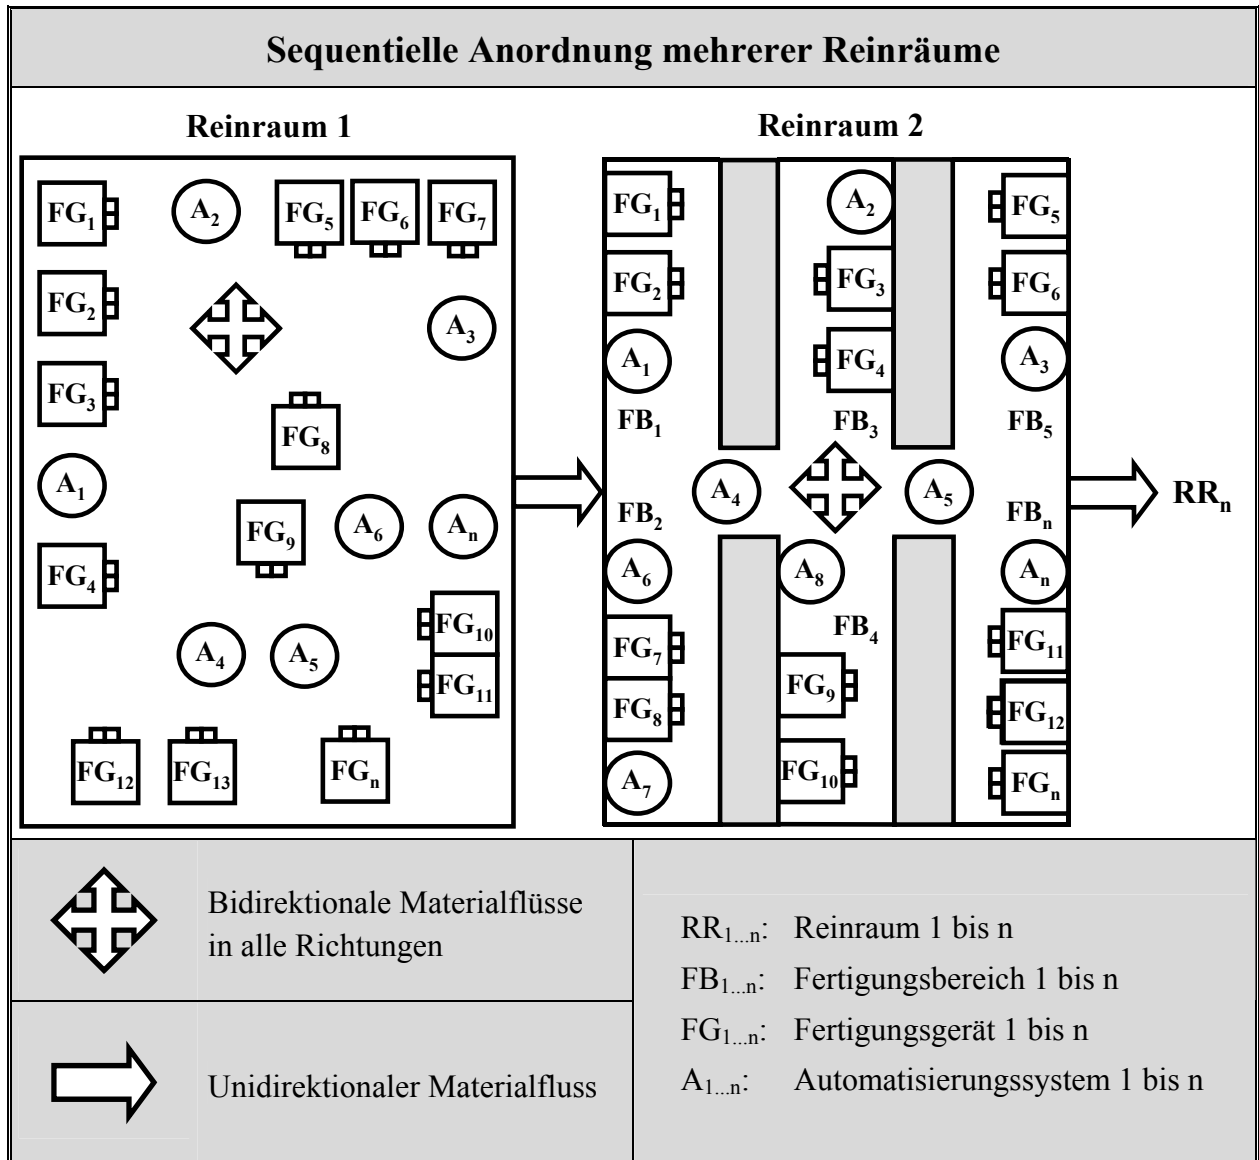 Sequentielle Anordnung mehrerer Reinräume
Reinraum 1
FG₁
A₂
FG₅
FG₆
FG₇
FG₂
A₃
FG₃
FG₈
A₁
FG₉
A₆
Aₙ
FG₄
FG₁₀
A₄
A₅
FG₁₁
FG₁₂
FG₁₃
FGₙ
Reinraum 2
FG₁
A₂
FG₅
FG₂
FG₃
FG₆
A₁
FG₄
A₃
FB₁
FB₃
FB₅
A₄
A₅
FB₂
FBₙ
A₆
A₈
Aₙ
FB₄
FG₇
FG₁₁
FG₉
FG₈
FG₁₂
A₇
FG₁₀
FGₙ
RRₙ
Bidirektionale Materialflüsse
in alle Richtungen
Unidirektionaler Materialfluss
RR₁...ₙ: Reinraum 1 bis n
FB₁...ₙ: Fertigungsbereich 1 bis n
FG₁...ₙ: Fertigungsgerät 1 bis n
A₁...ₙ: Automatisierungssystem 1 bis n